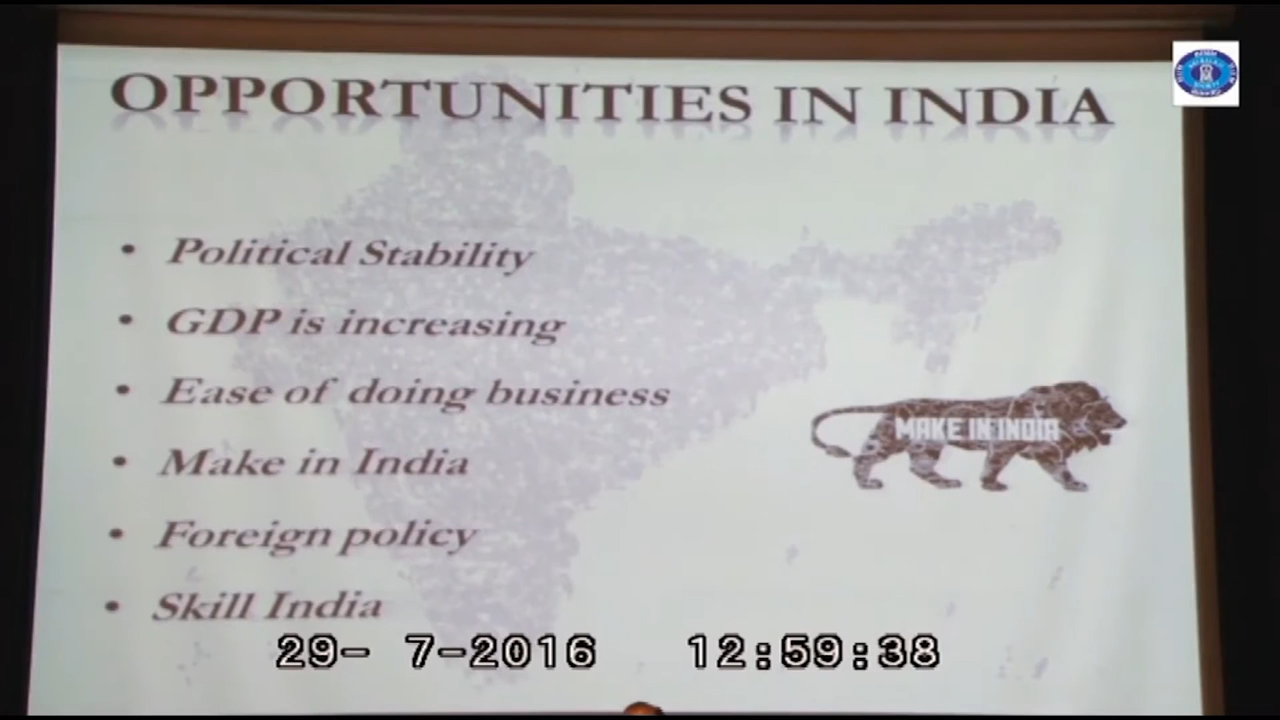 OPPORTUNITIES IN INDIA
• Political Stability
• GDP is increasing
• Ease of doing business
• Make in India
• Foreign policy
• Skill India
MAKE IN INDIA
29- 7-2016 12:59:38